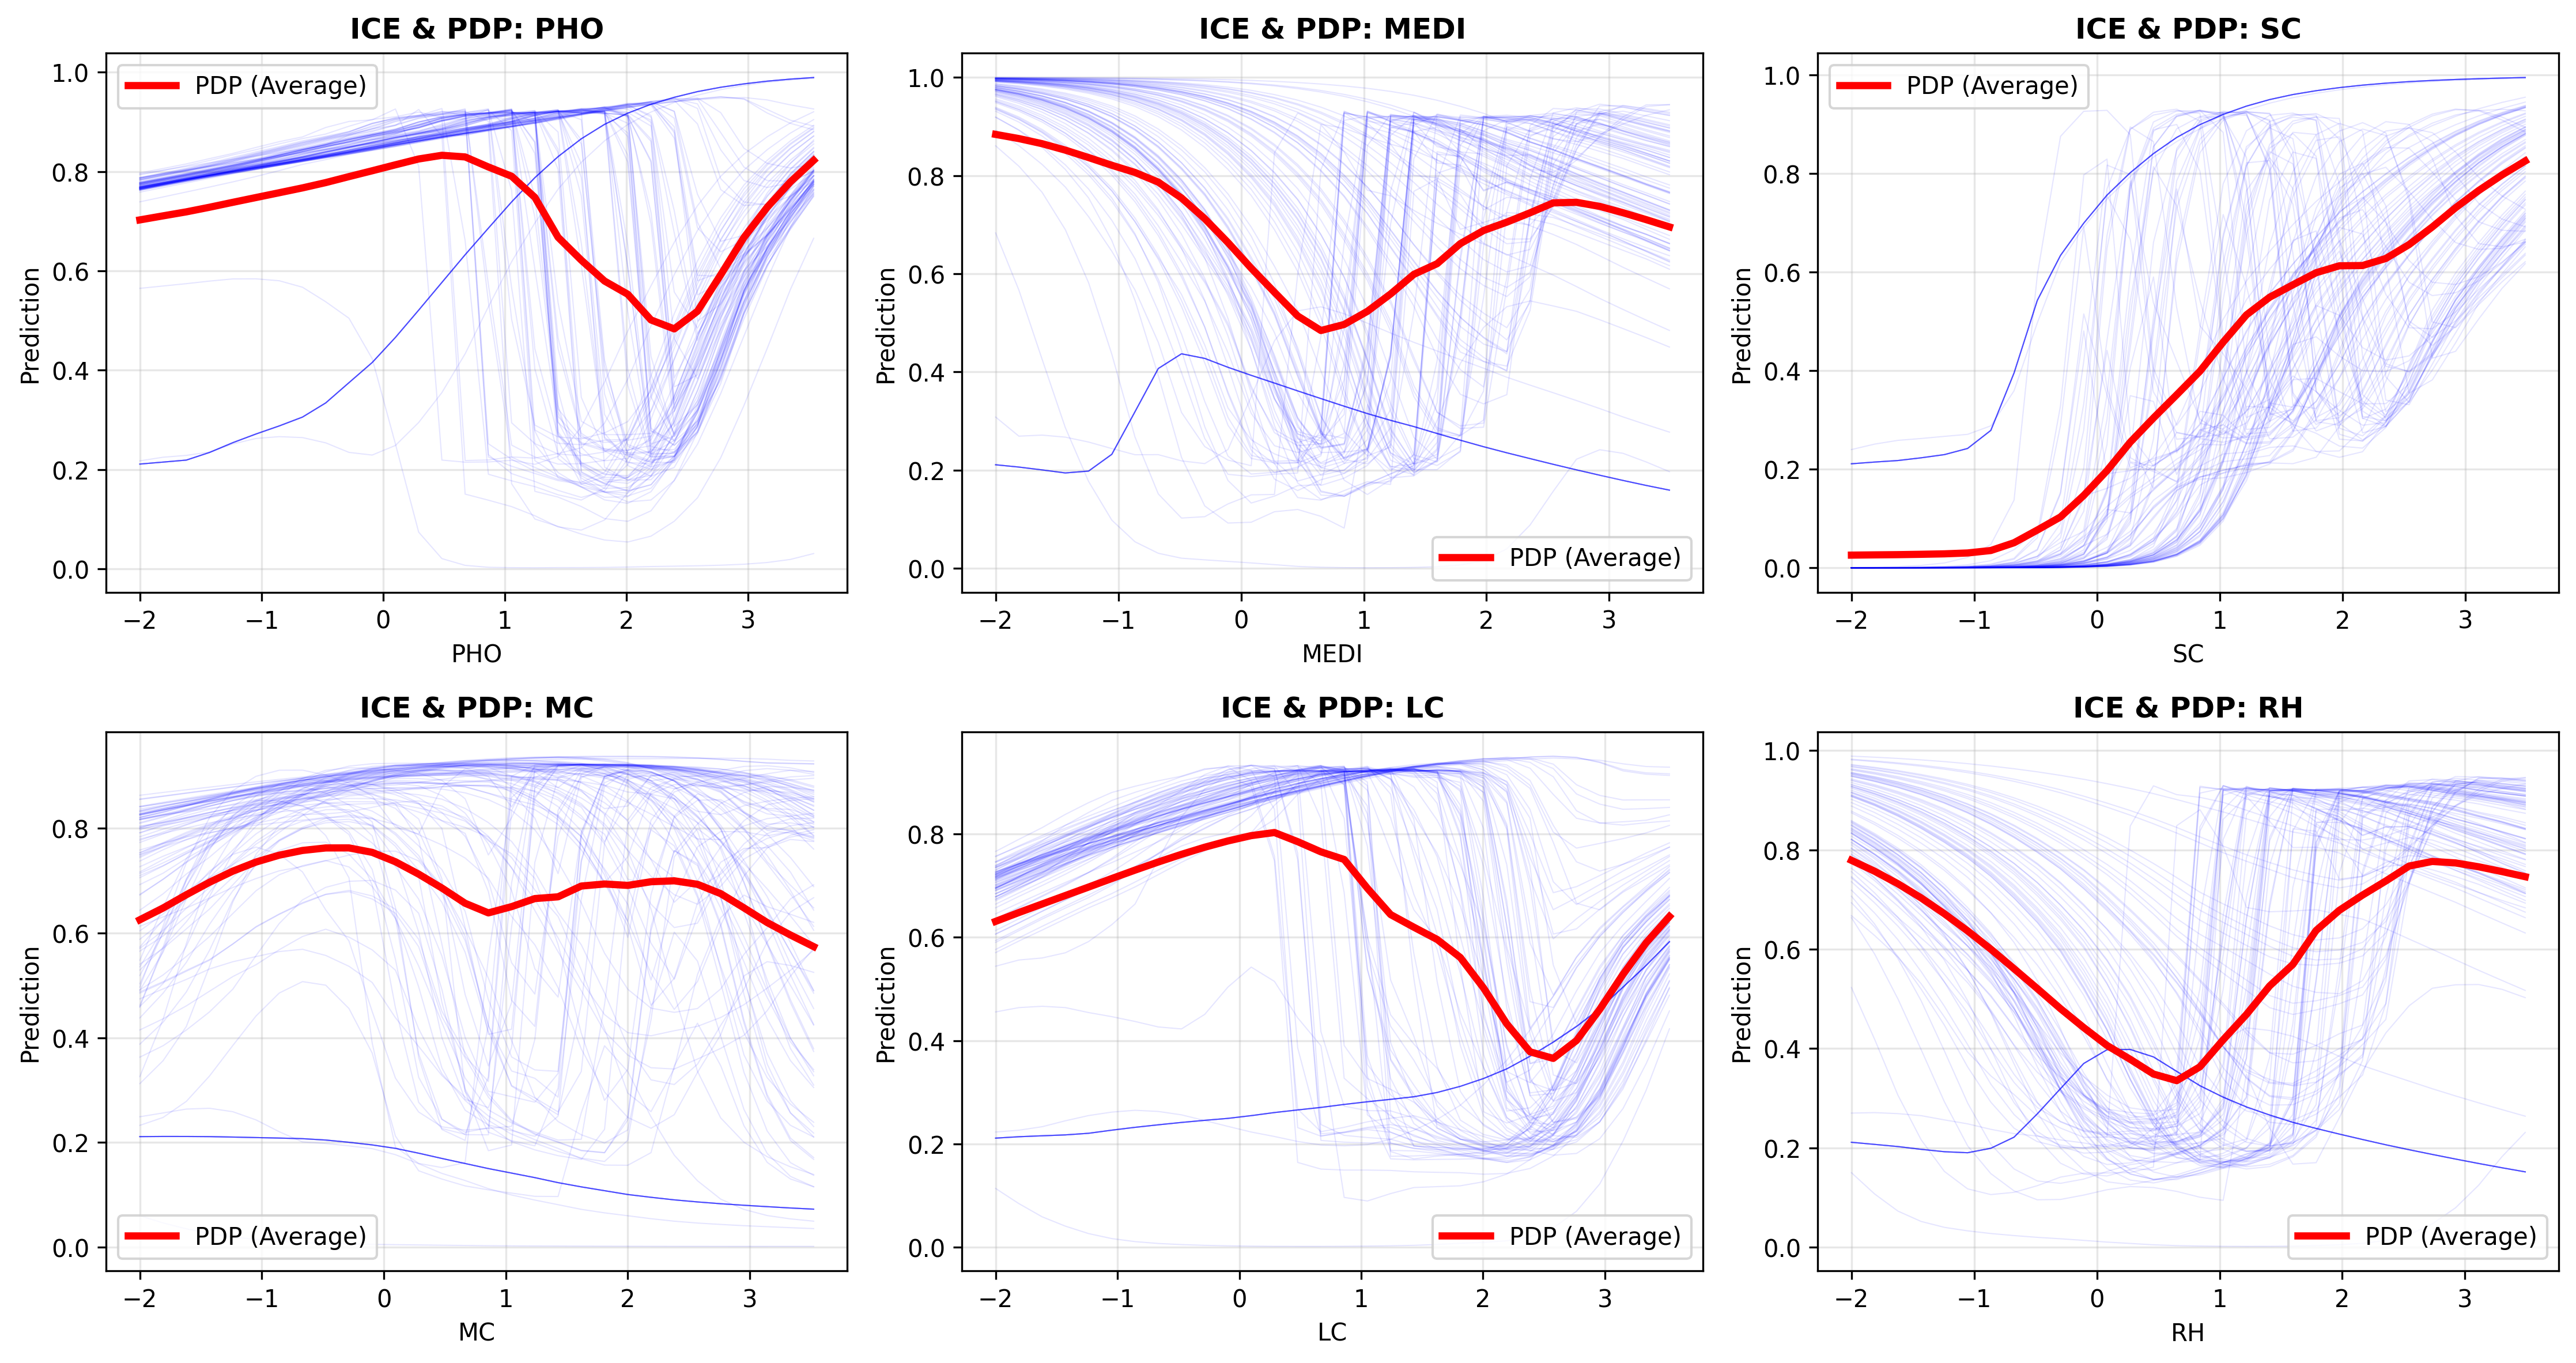 ICE & PDP: PHO
PDP (Average)
1.0
0.8
0.6
0.4
0.2
0.0
Prediction
−2 −1 0 1 2 3
PHO
ICE & PDP: MEDI
PDP (Average)
1.0
0.8
0.6
0.4
0.2
0.0
Prediction
−2 −1 0 1 2 3
MEDI
ICE & PDP: SC
PDP (Average)
1.0
0.8
0.6
0.4
0.2
0.0
Prediction
−2 −1 0 1 2 3
SC
ICE & PDP: MC
0.8
0.6
0.4
0.2
0.0
Prediction
PDP (Average)
−2 −1 0 1 2 3
MC
ICE & PDP: LC
0.8
0.6
0.4
0.2
0.0
Prediction
PDP (Average)
−2 −1 0 1 2 3
LC
ICE & PDP: RH
1.0
0.8
0.6
0.4
0.2
0.0
Prediction
PDP (Average)
−2 −1 0 1 2 3
RH